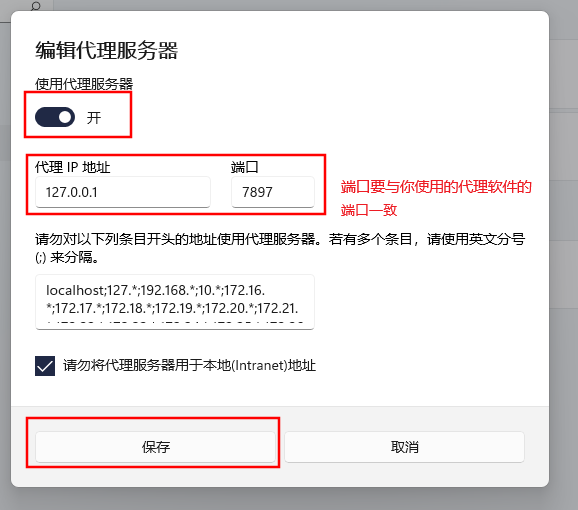 编辑代理服务器
使用代理服务器
开
代理 IP 地址
端口
127.0.0.1
7897
端口要与你使用的代理软件的
端口一致
请勿对以下列条目开头的地址使用代理服务器。若有多个条目，请使用英文分号
(;) 来分隔。
localhost;127.*;192.168.*;10.*;172.16.
*;172.17.*;172.18.*;172.19.*;172.20.*;172.21.
请勿将代理服务器用于本地(Intranet)地址
保存
取消